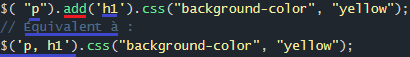 $( "p").add('h1').css("background-color", "yellow");
// Équivalent à :
$('p, h1').css("background-color", "yellow");